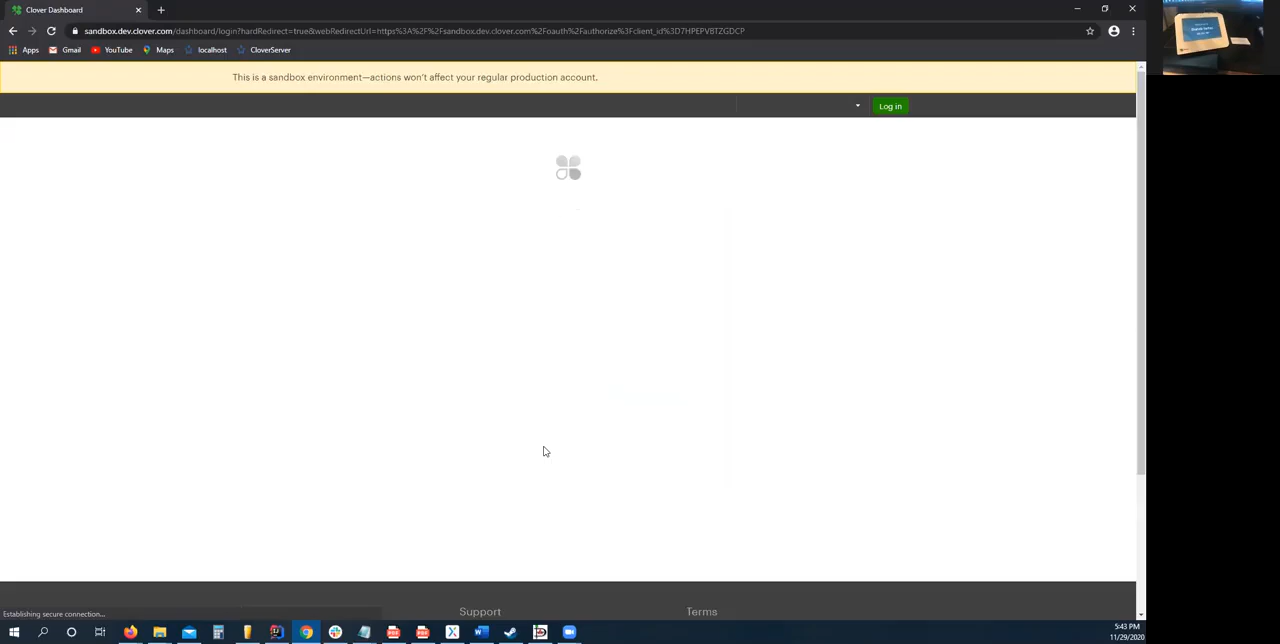 Clover Dashboard
sandbox.dev.clover.com/dashboard/login?hardRedirect=true&webRedirectUrl=https%3A%2F%2Fsandbox.dev.clover.com%2Foauth%2Fauthorize%3Fclient_id%3D7HPEPVBTZGDCP
Apps Gmail YouTube Maps localhost CloverServer
This is a sandbox environment—actions won't affect your regular production account.
Log in
Establishing secure connection...
Support Terms
5:43 PM
11/29/2020